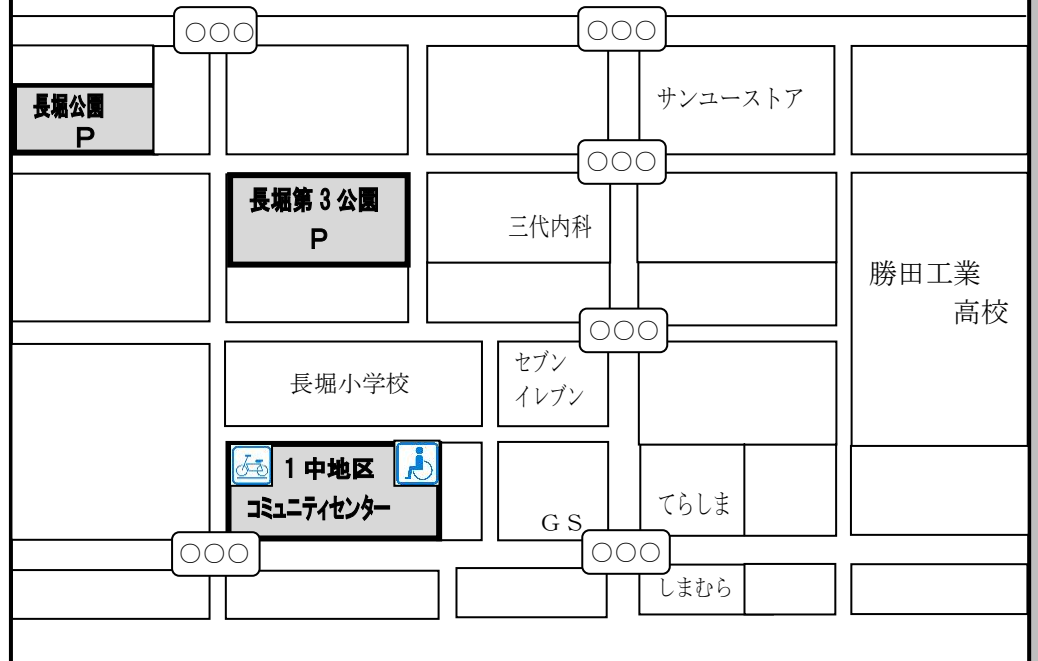 ○○○
○○○
長堀公園
P
サンユーストア
○○○
長堀第３公園
P
三代内科
勝田工業
高校
○○○
長堀小学校
セブン
イレブン
１中地区
コミュニティセンター
てらしま
ＧＳ
○○○
○○○
しまむら